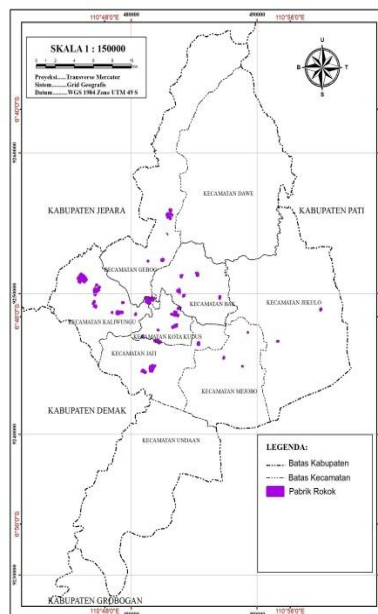 110°48'0"E
110°56'0"E
SKALA 1 : 150000
Proyeksi......Transverse Mercator
Sistem..........Grid Geografis
Datum..........WGS 1984 Zone UTM 49 S
U
B
T
S
KECAMATAN DAWE
KABUPATEN JEPARA
KABUPATEN PATI
KECAMATAN GEBOG
KECAMATAN BAE
KECAMATAN JEKULO
KECAMATAN KALIWUNGU
KECAMATAN KOTA KUDUS
KECAMATAN JATI
KECAMATAN MEJOBO
KABUPATEN DEMAK
KECAMATAN UNDAAN
LEGENDA:
Batas Kabupaten
Batas Kecamatan
Pabrik Rokok
KABUPATEN GROBOGAN
110°48'0"E
110°56'0"E